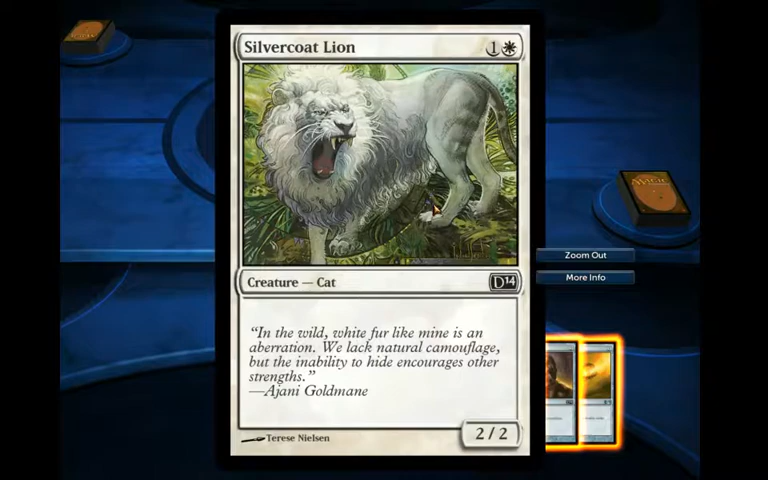 Silvercoat Lion 1
Creature — Cat D14
“In the wild, white fur like mine is an
aberration. We lack natural camouflage,
but the inability to hide encourages other
strengths.”
—Ajani Goldmane
2 / 2
Terese Nielsen
MAGIC
Zoom Out
More Info